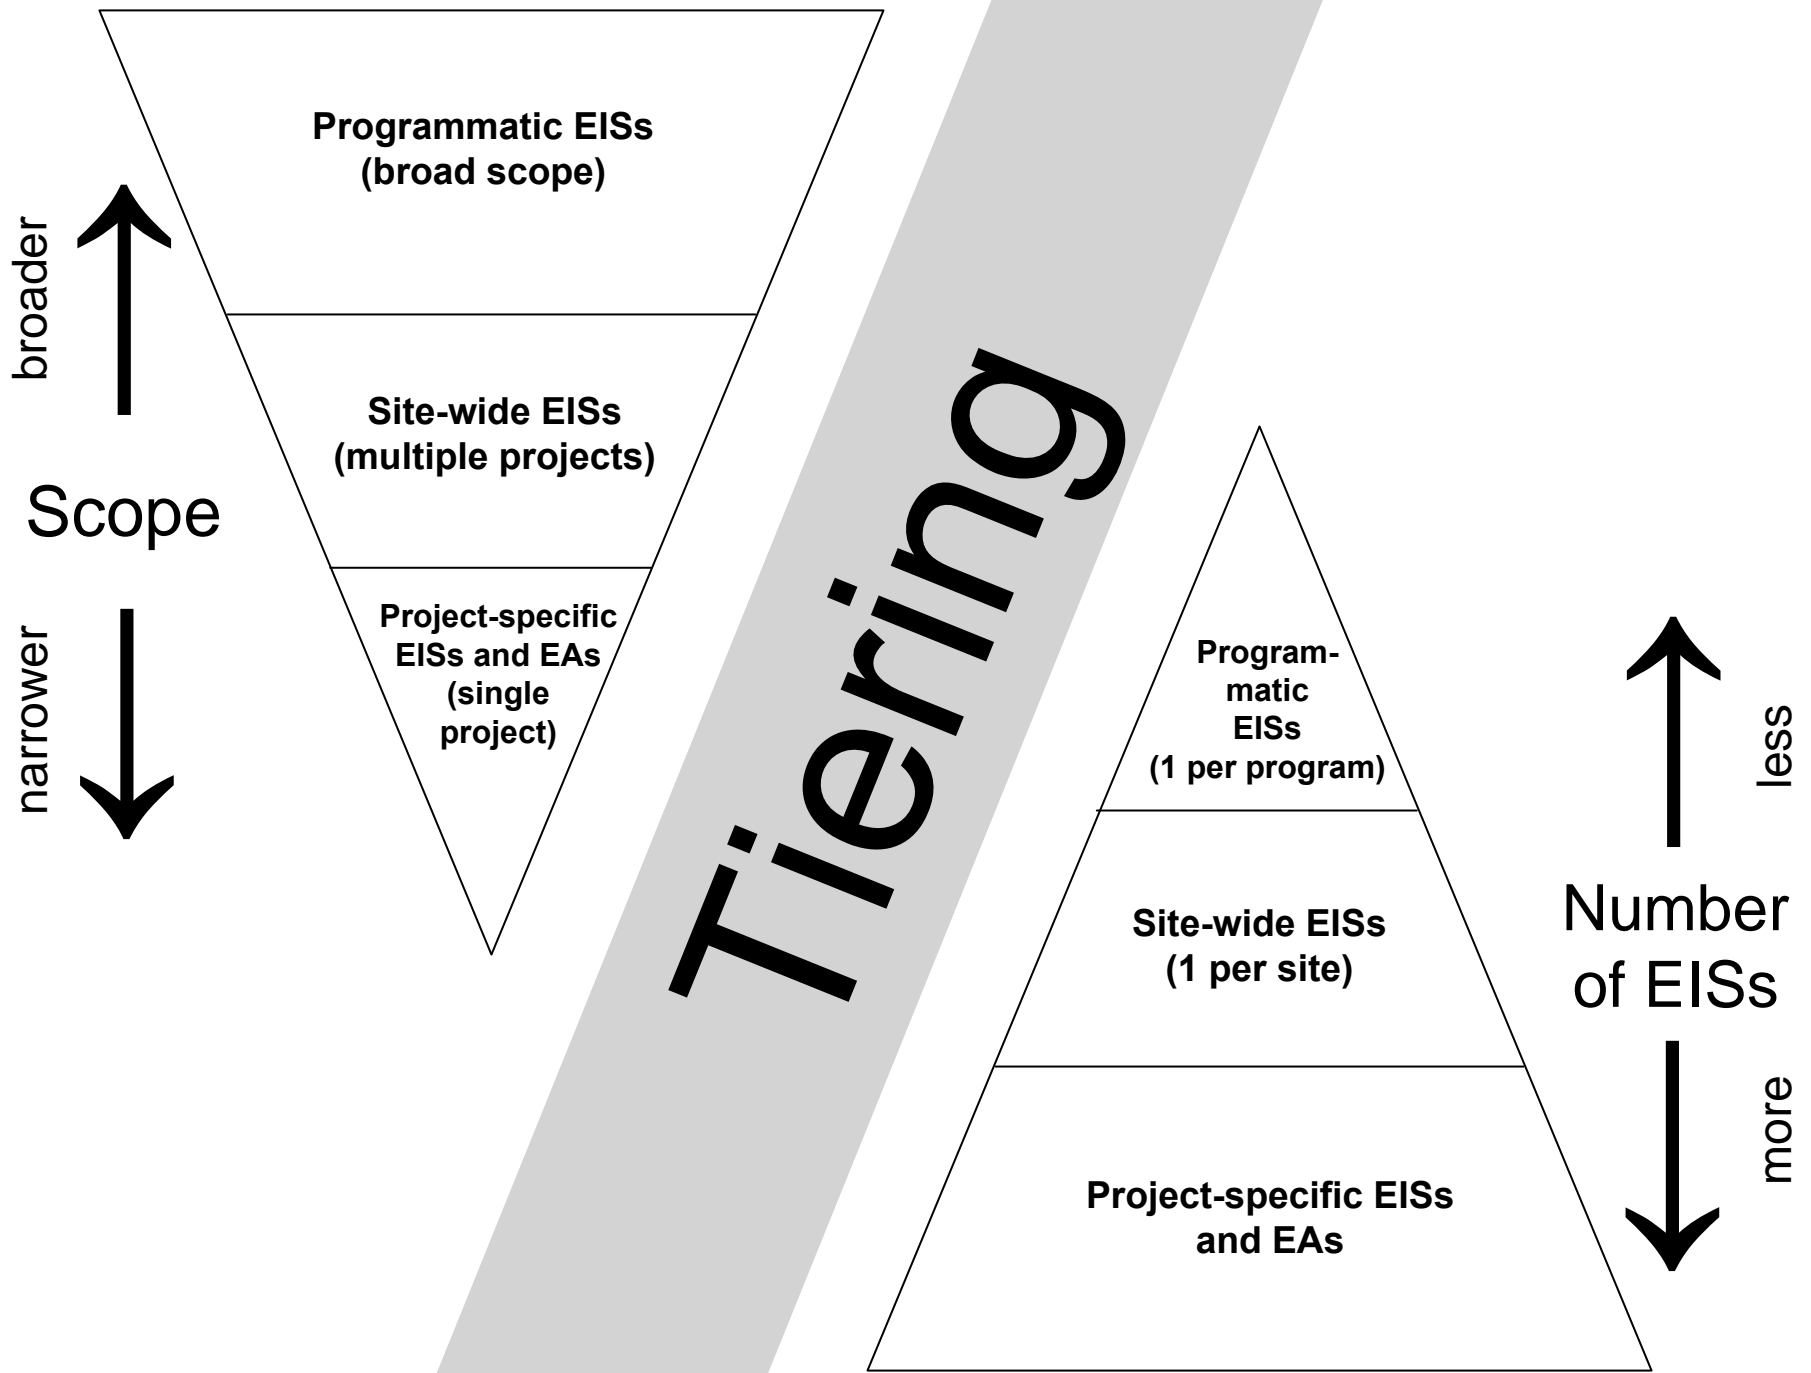 Programmatic EISs
(broad scope)
broader
Site-wide EISs
(multiple projects)
Scope
Project-specific
EISs and EAs
(single
project)
narrower
Tiering
Program-
matic
EISs
(1 per program)
less
Site-wide EISs
(1 per site)
Number
of EISs
more
Project-specific EISs
and EAs